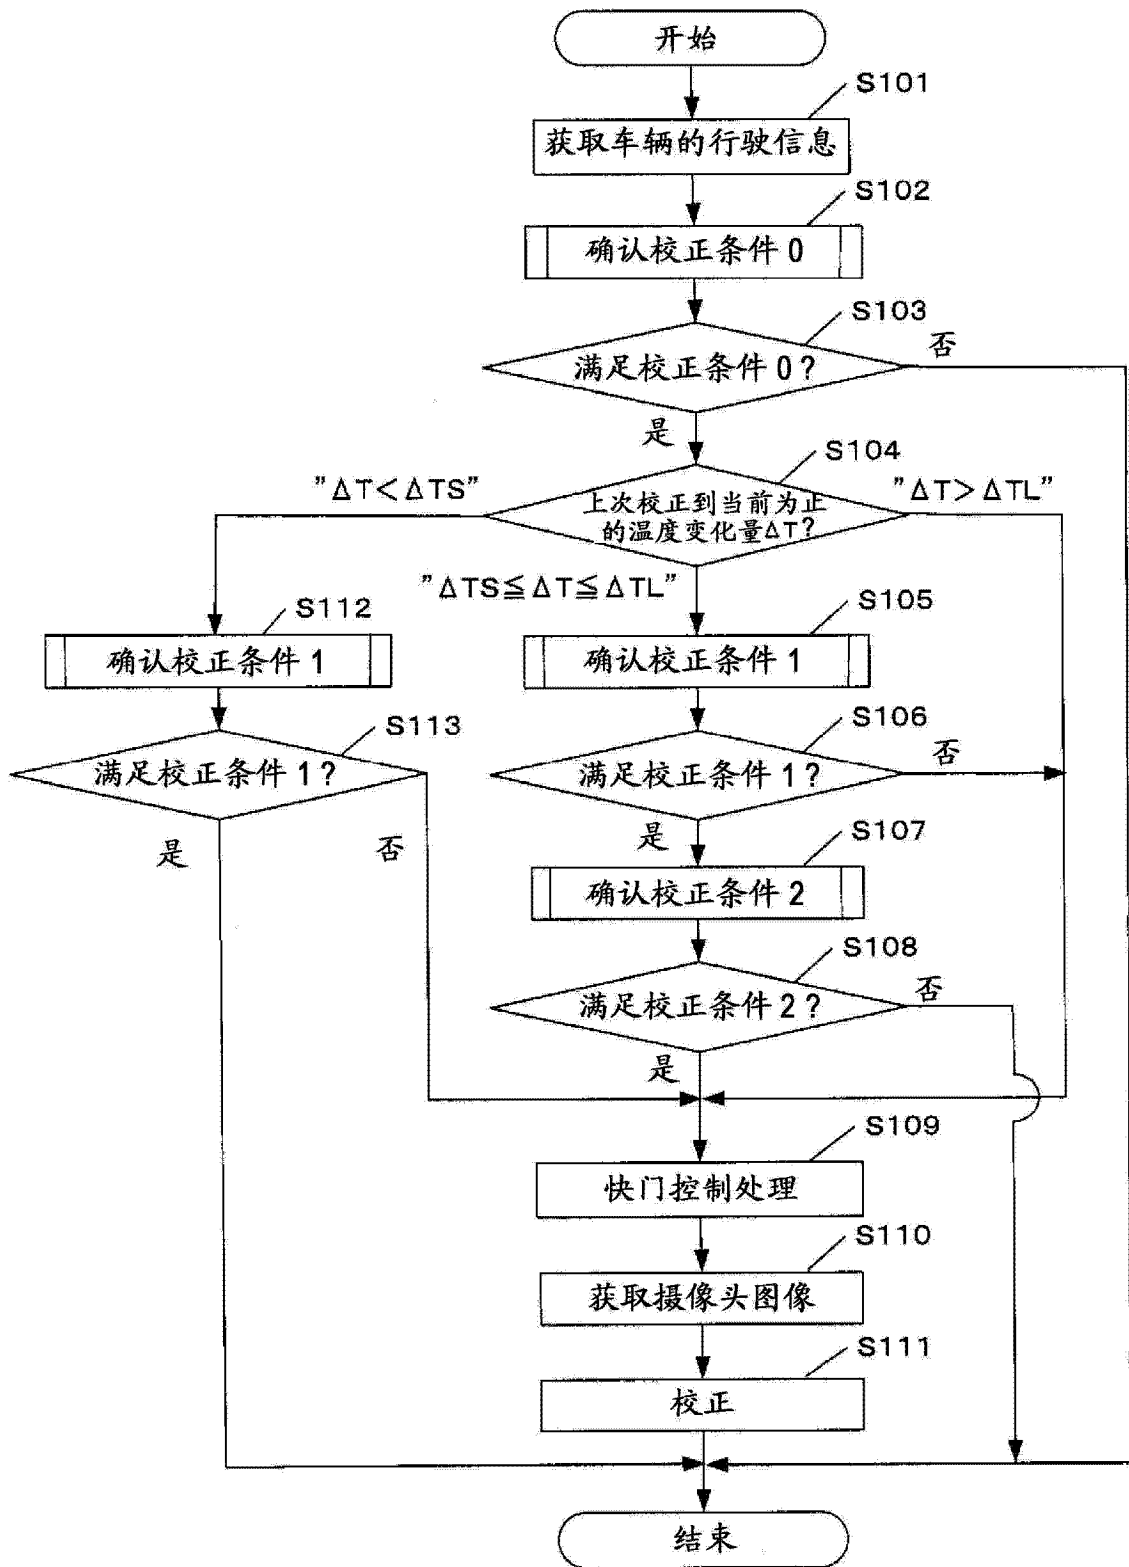 开始
S101
获取车辆的行驶信息
S102
确认校正条件 0
S103
满足校正条件 0?
否
是
S104
"ΔT<ΔTS"
上次校正到当前为正
的温度变化量ΔT?
"ΔT>ΔTL"
"ΔTS≦ΔT≦ΔTL"
S112
确认校正条件 1
S105
确认校正条件 1
S113
满足校正条件 1?
S106
满足校正条件 1?
否
是
否
是
S107
确认校正条件 2
S108
满足校正条件 2?
否
是
S109
快门控制处理
S110
获取摄像头图像
S111
校正
结束